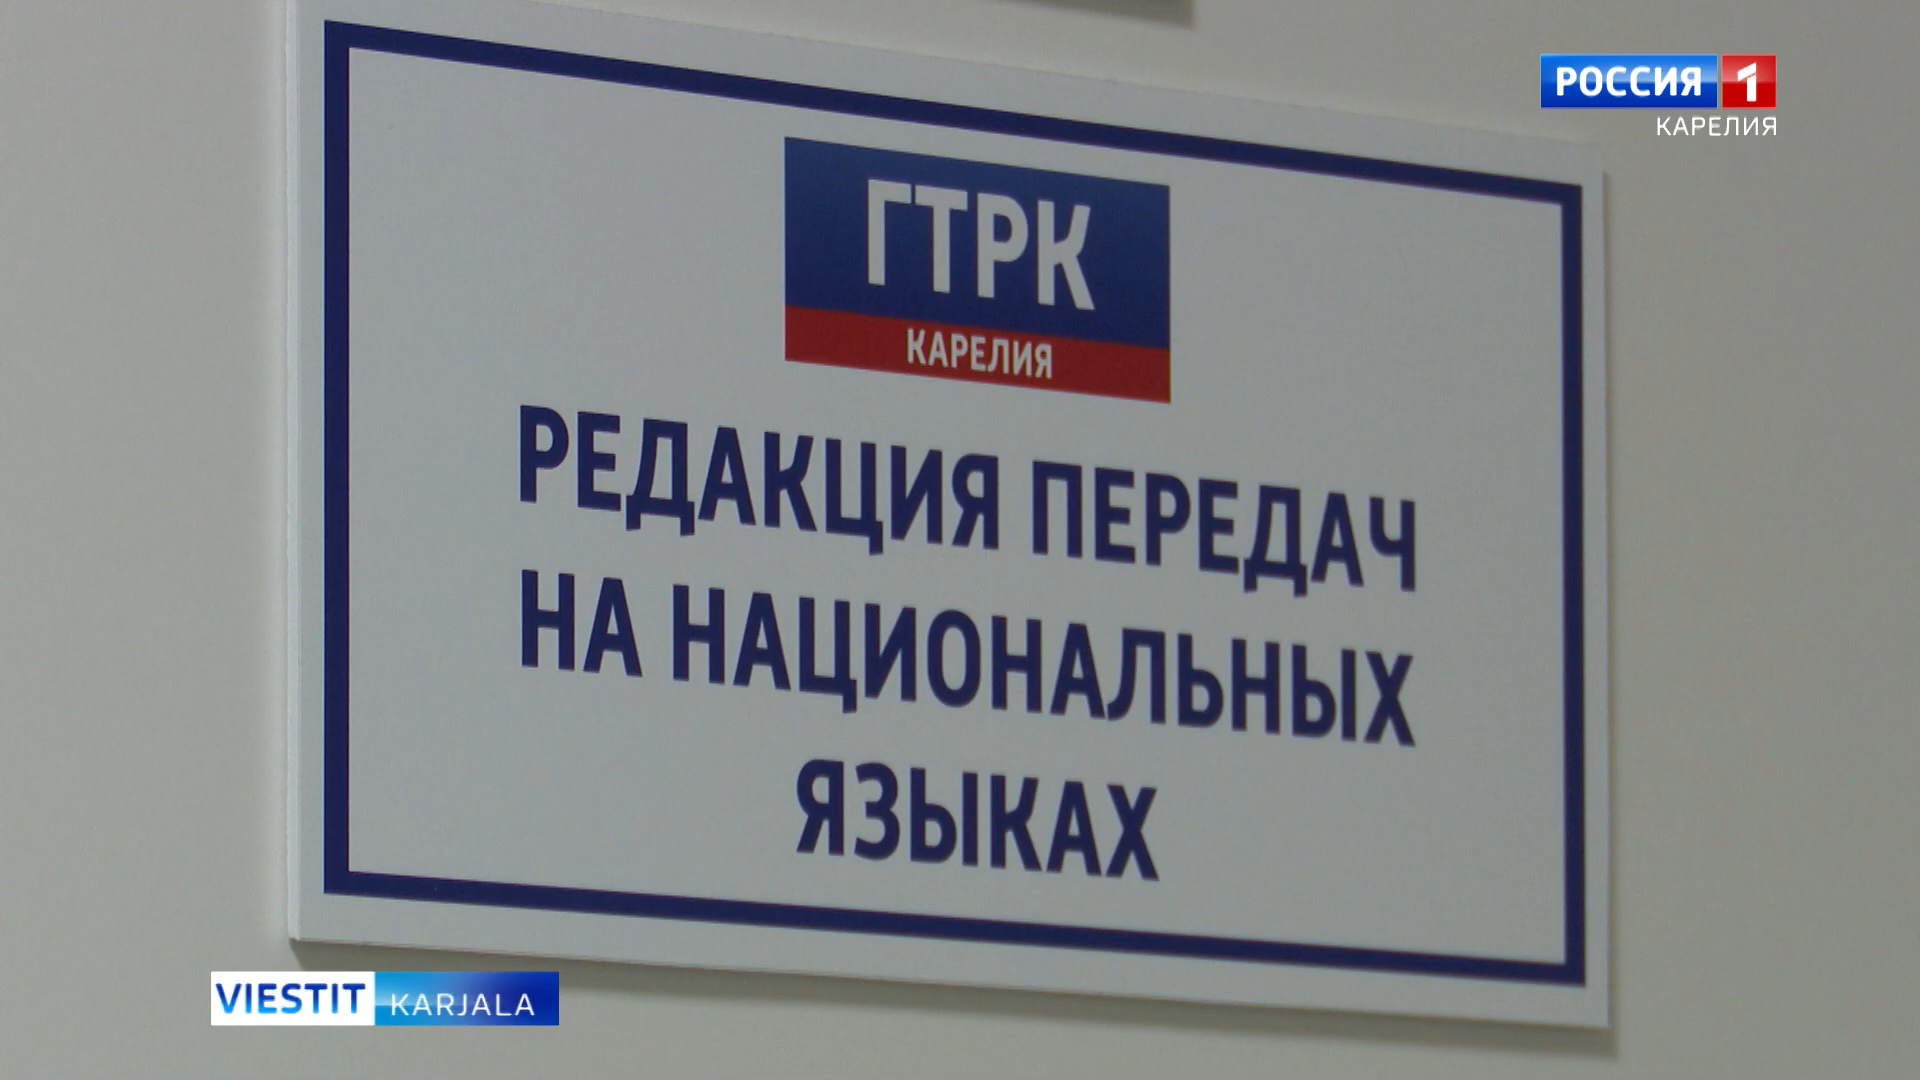 РОССИЯ 1
КАРЕЛИЯ
ГТРК
КАРЕЛИЯ
РЕДАКЦИЯ ПЕРЕДАЧ
НА НАЦИОНАЛЬНЫХ
ЯЗЫКАХ
VIESTIT KARJALA